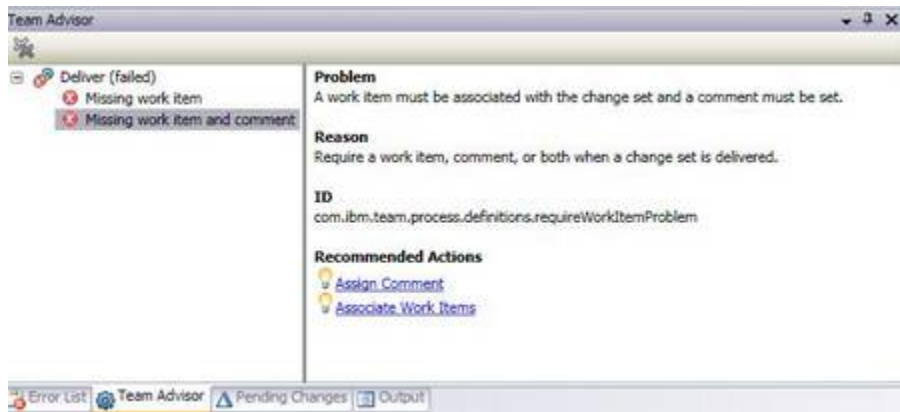 Team Advisor
Deliver (failed)
Missing work item
Missing work item and comment
Problem
A work item must be associated with the change set and a comment must be set.
Reason
Require a work item, comment, or both when a change set is delivered.
ID
com.ibm.team.process.definitions.requireWorkItemProblem
Recommended Actions
Assign Comment
Associate Work Items
Error List Team Advisor Pending Changes Output